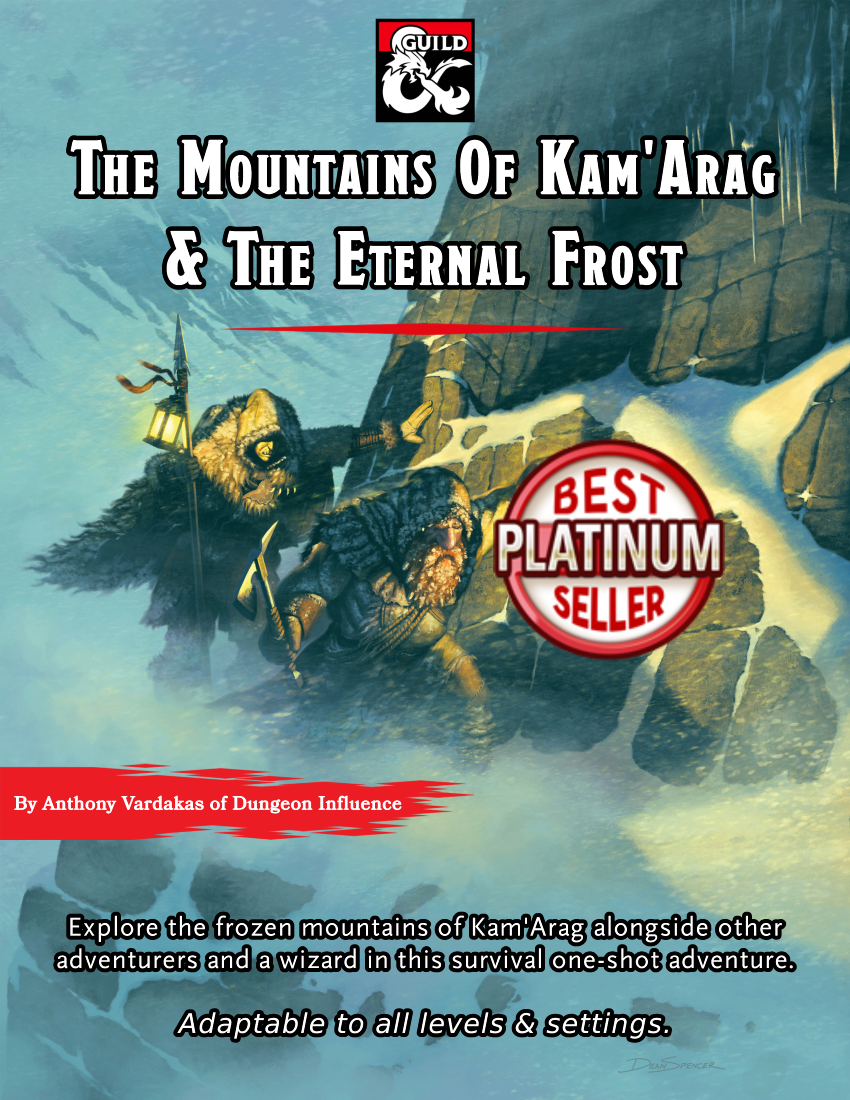 GUILD
The Mountains Of Kam'Arag
& The Eternal Frost
BEST
PLATINUM
SELLER
By Anthony Vardakas of Dungeon Influence
Explore the frozen mountains of Kam'Arag alongside other
adventurers and a wizard in this survival one-shot adventure.
Adaptable to all levels & settings.
Dean Spencer